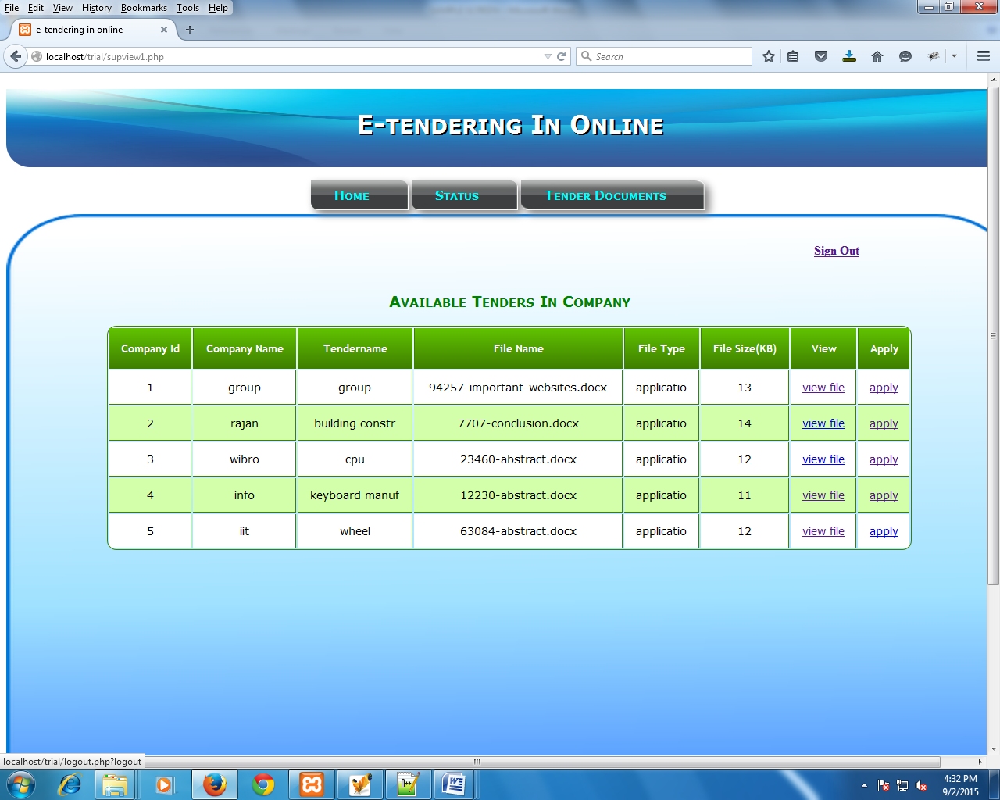 File Edit View History Bookmarks Tools Help
e-tendering in online
localhost/trial/supview1.php
Search
E-tendering In Online
Home Status Tender Documents
Sign Out
Available Tenders In Company
Company Id Company Name Tendername File Name File Type File Size(KB) View Apply
1 group group 94257-important-websites.docx applicatio 13 view file apply
2 rajan building constr 7707-conclusion.docx applicatio 14 view file apply
3 wibro cpu 23460-abstract.docx applicatio 12 view file apply
4 info keyboard manuf 12230-abstract.docx applicatio 11 view file apply
5 iit wheel 63084-abstract.docx applicatio 12 view file apply
localhost/trial/logout.php?logout
4:32 PM
9/2/2015